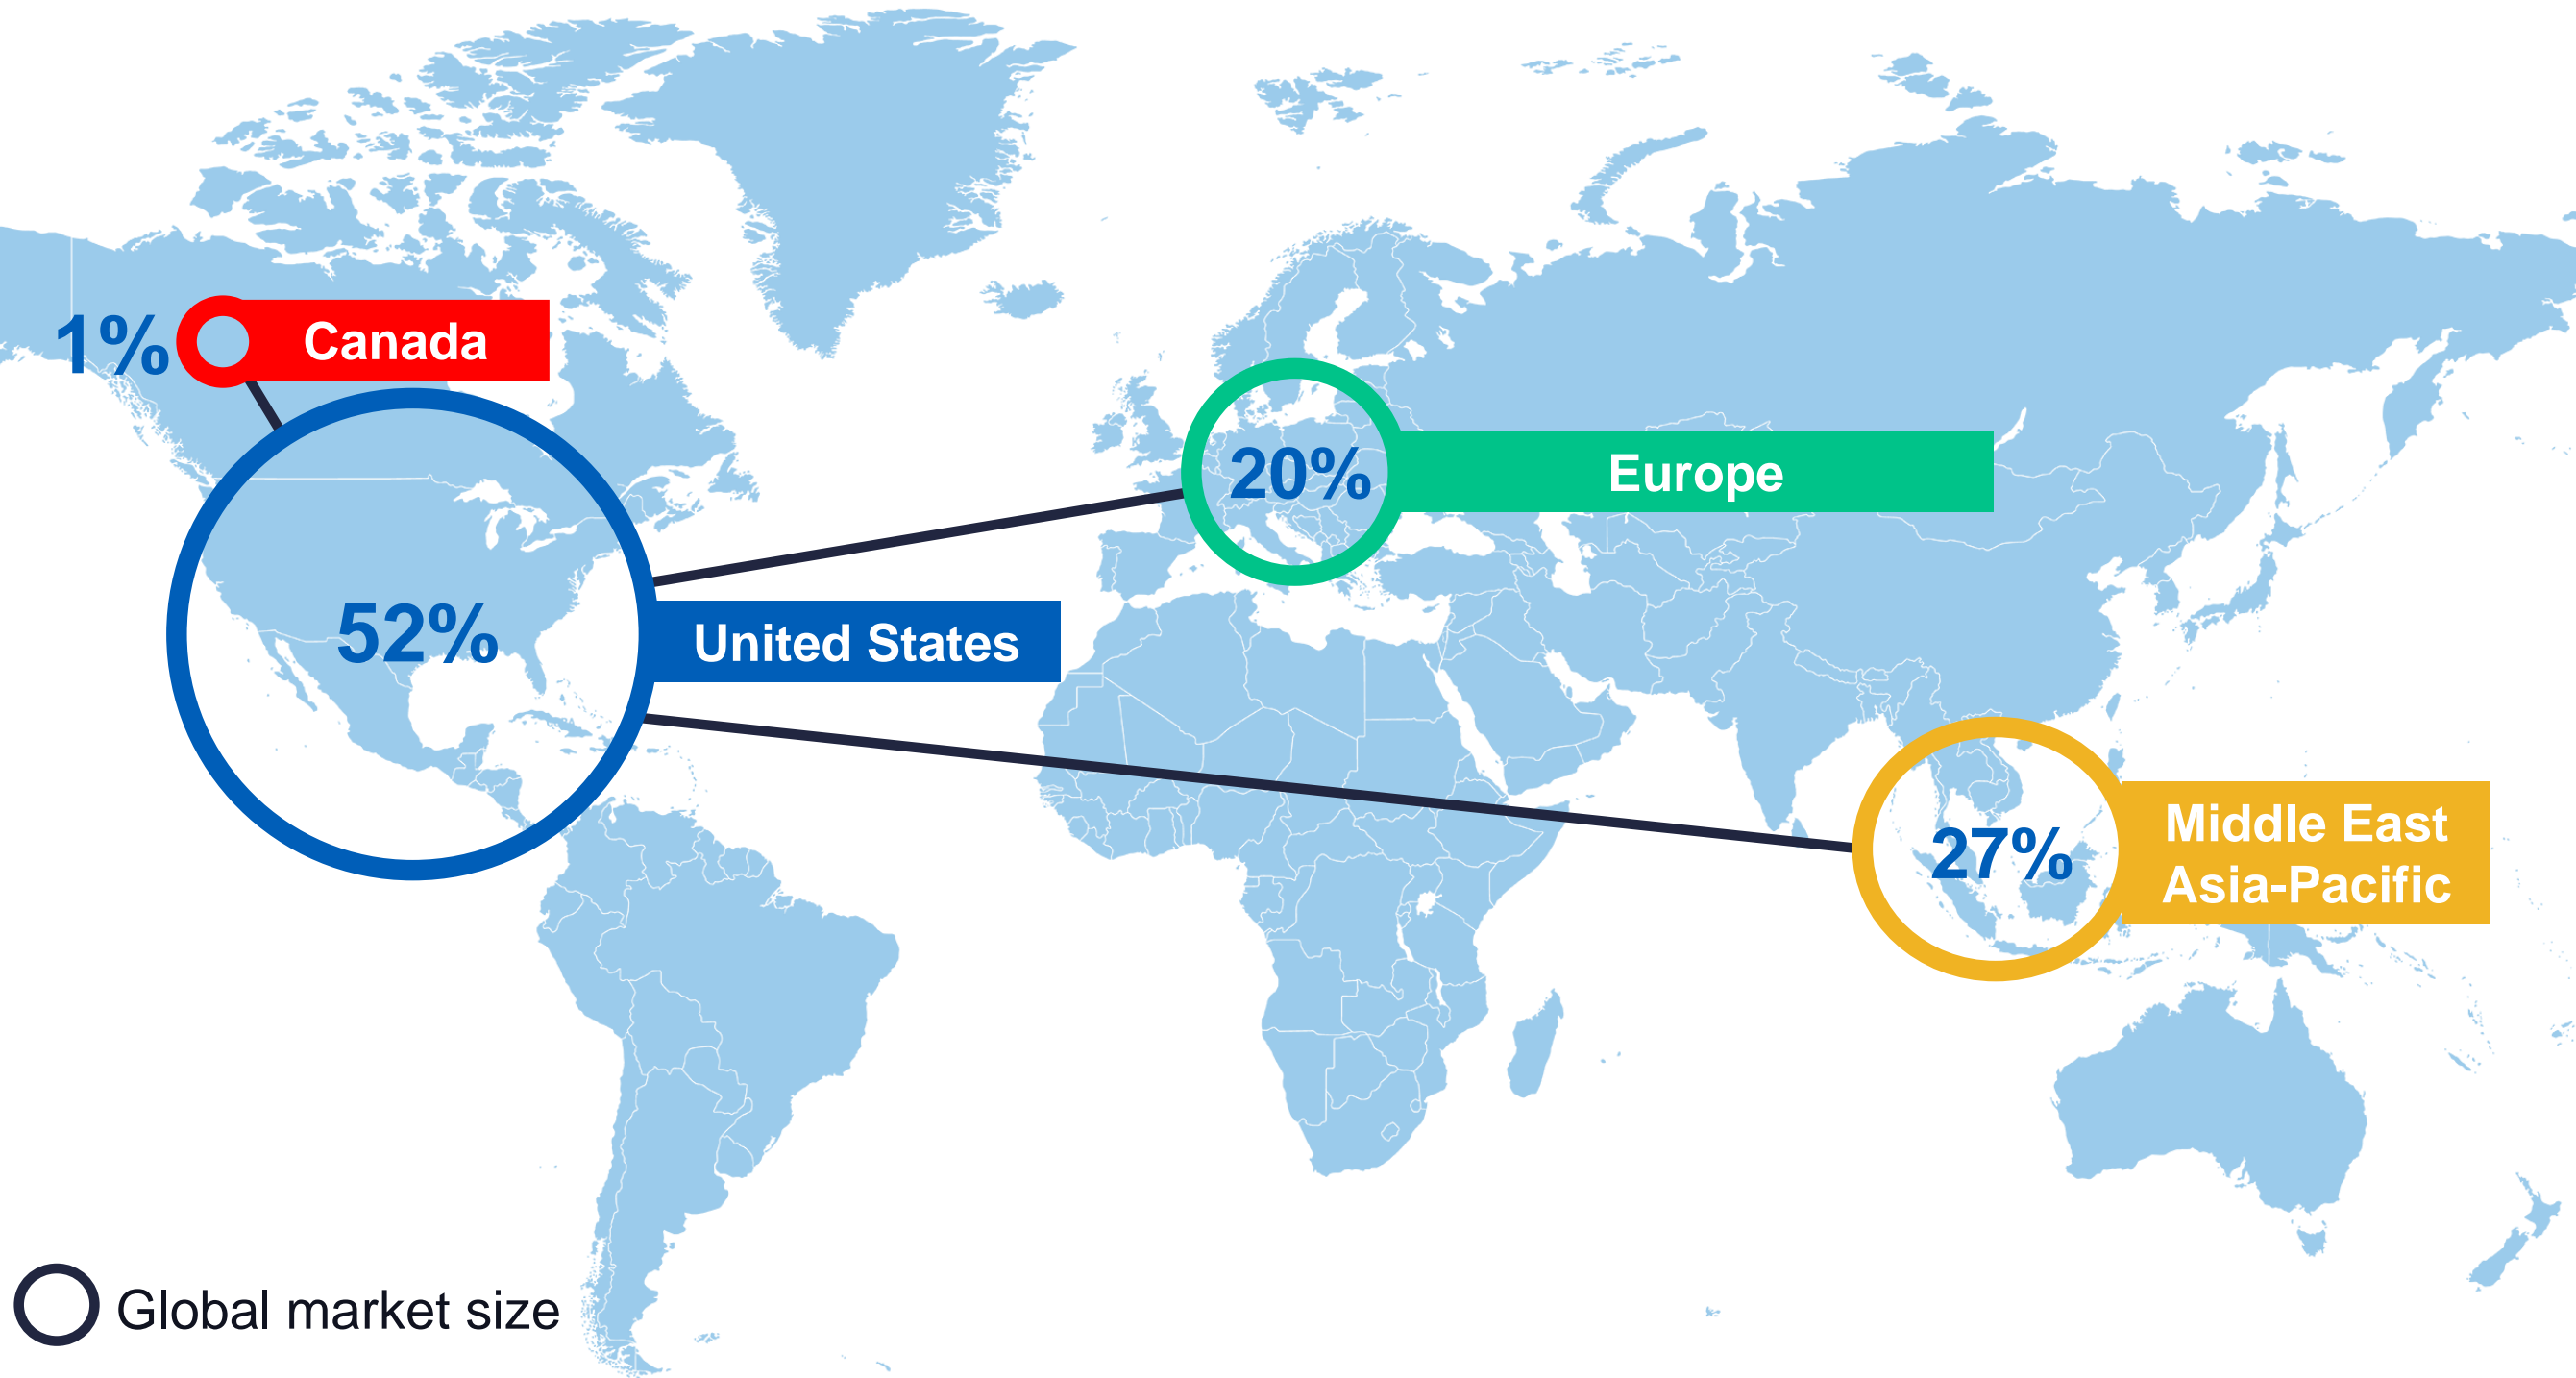 1%
Canada
20%
Europe
52%
United States
27%
Middle East
Asia-Pacific
Global market size